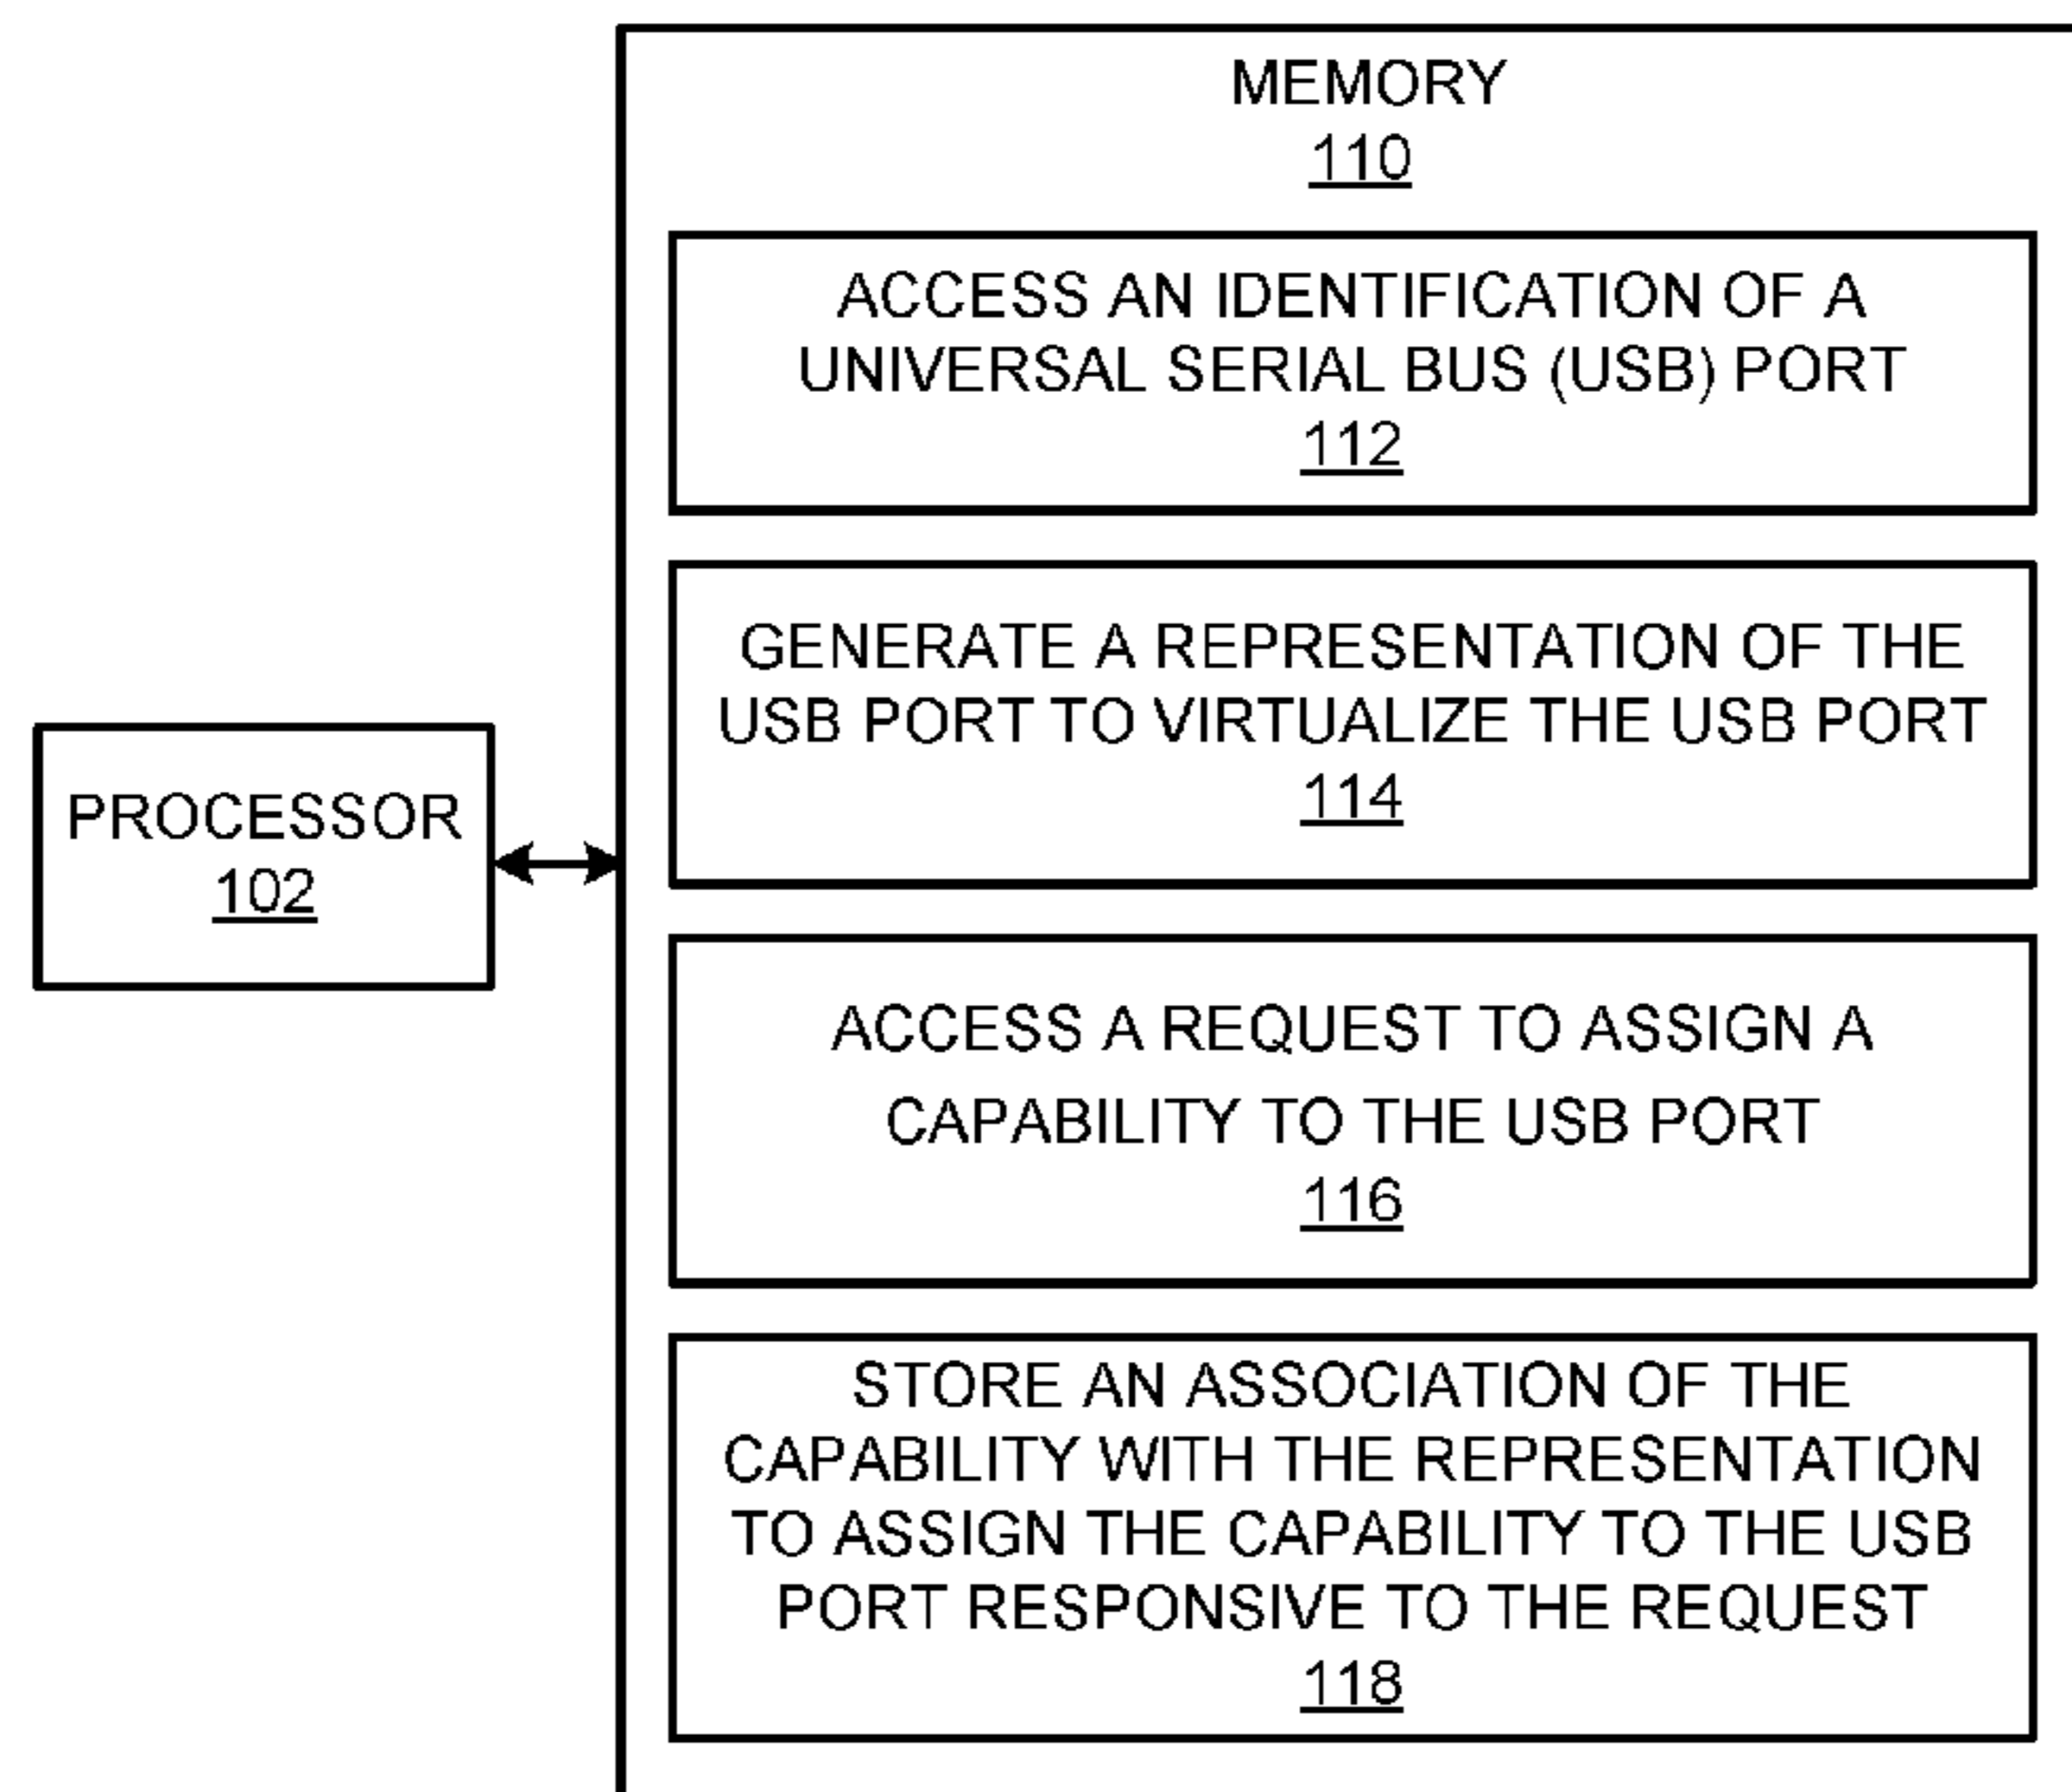 MEMORY
110
ACCESS AN IDENTIFICATION OF A
UNIVERSAL SERIAL BUS (USB) PORT
112
GENERATE A REPRESENTATION OF THE
USB PORT TO VIRTUALIZE THE USB PORT
114
PROCESSOR
102
ACCESS A REQUEST TO ASSIGN A
CAPABILITY TO THE USB PORT
116
STORE AN ASSOCIATION OF THE
CAPABILITY WITH THE REPRESENTATION
TO ASSIGN THE CAPABILITY TO THE USB
PORT RESPONSIVE TO THE REQUEST
118